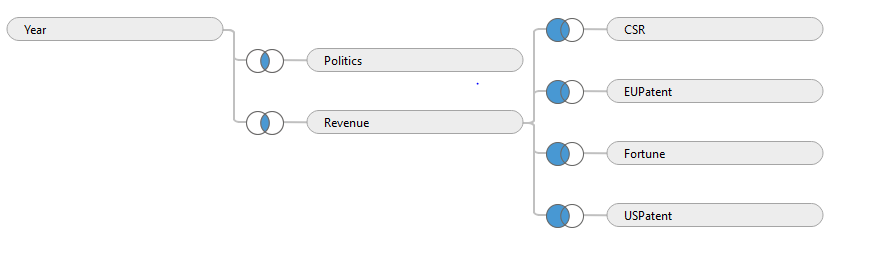 Year
Politics
Revenue
CSR
EUPatent
Fortune
USPatent